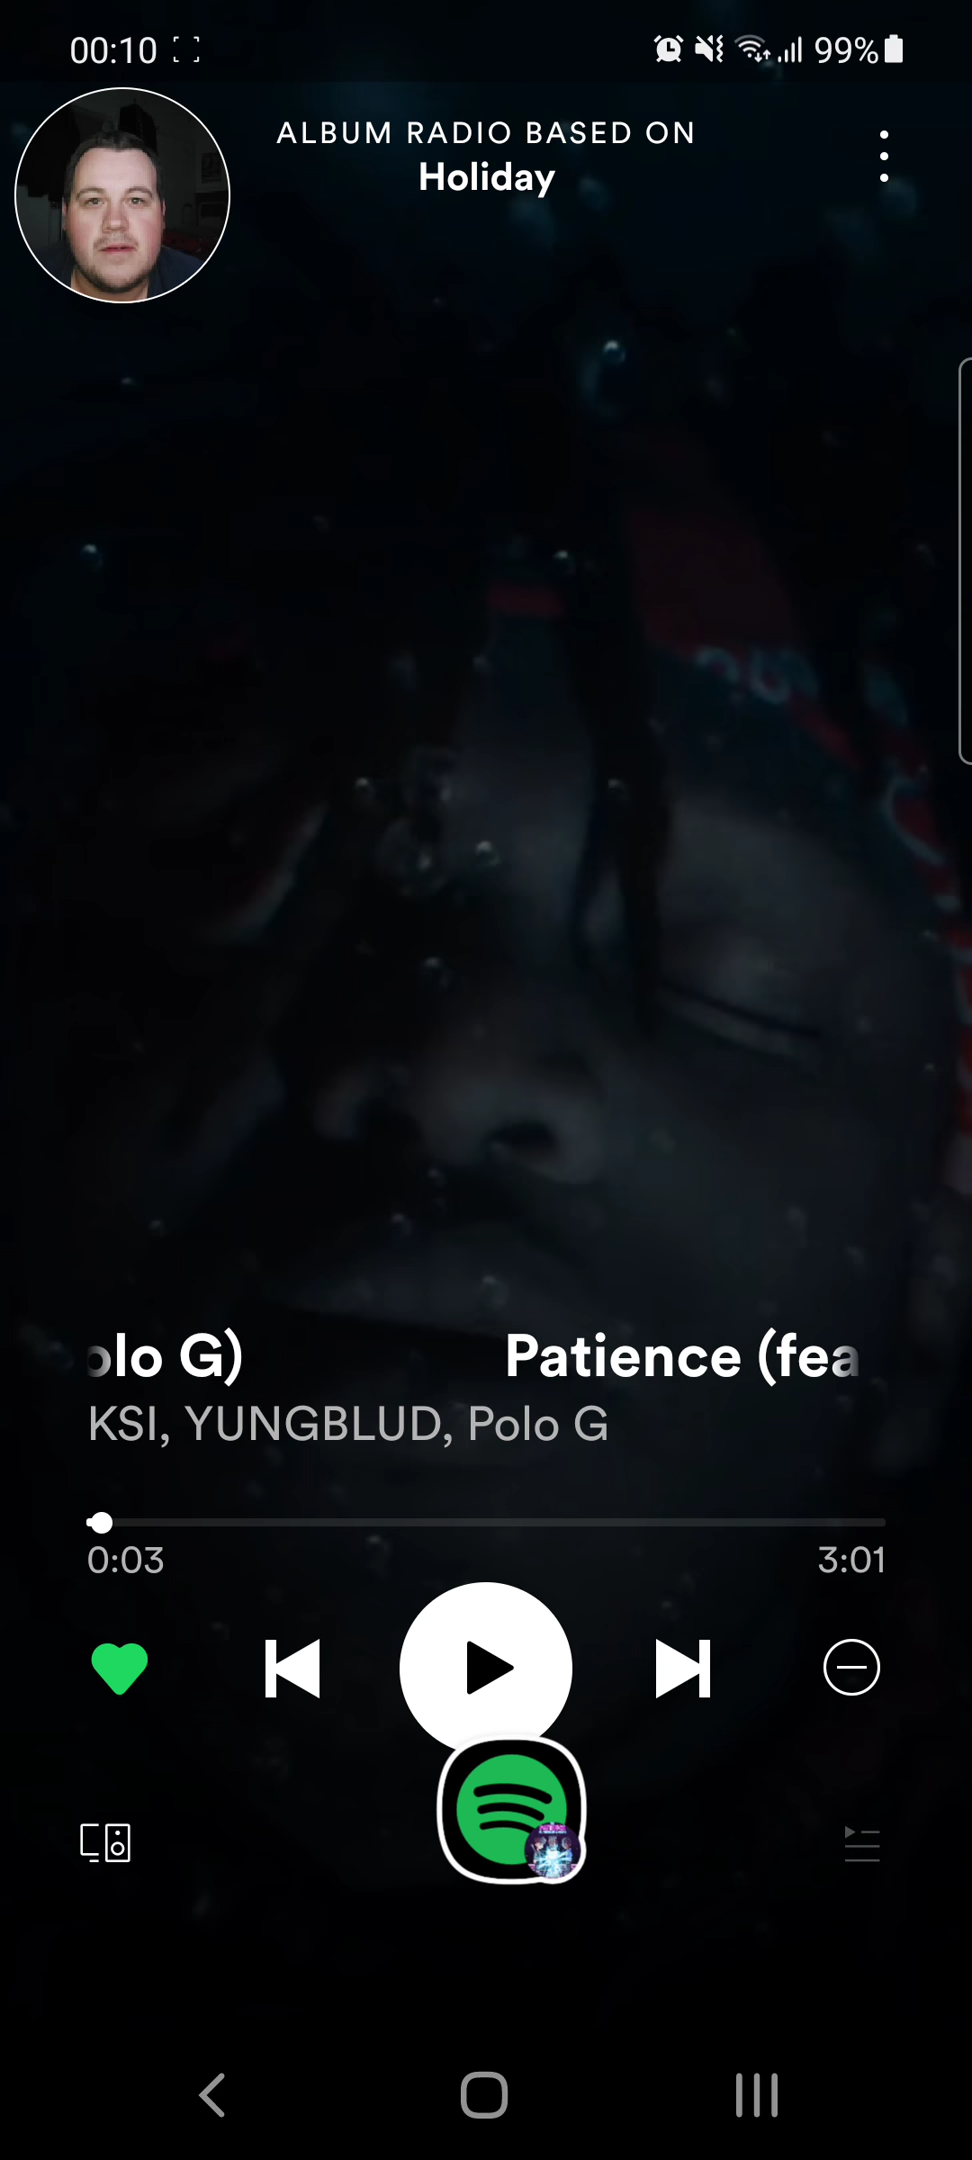 00:10
99%
ALBUM RADIO BASED ON
Holiday
olo G) Patience (fea
KSI, YUNGBLUD, Polo G
0:03
3:01